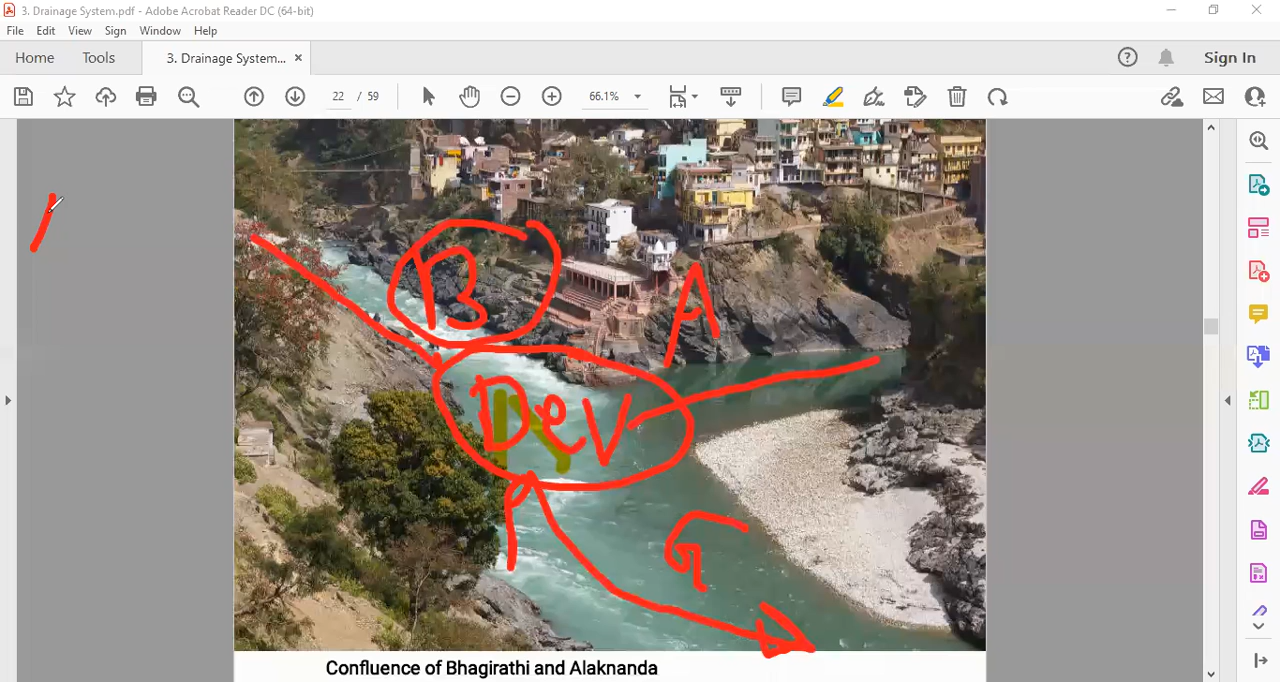 3. Drainage System.pdf - Adobe Acrobat Reader DC (64-bit)
File Edit View Sign Window Help
Home Tools 3. Drainage System... × Sign In
22 / 59 66.1%
B
A
Dev
P
G
Confluence of Bhagirathi and Alaknanda